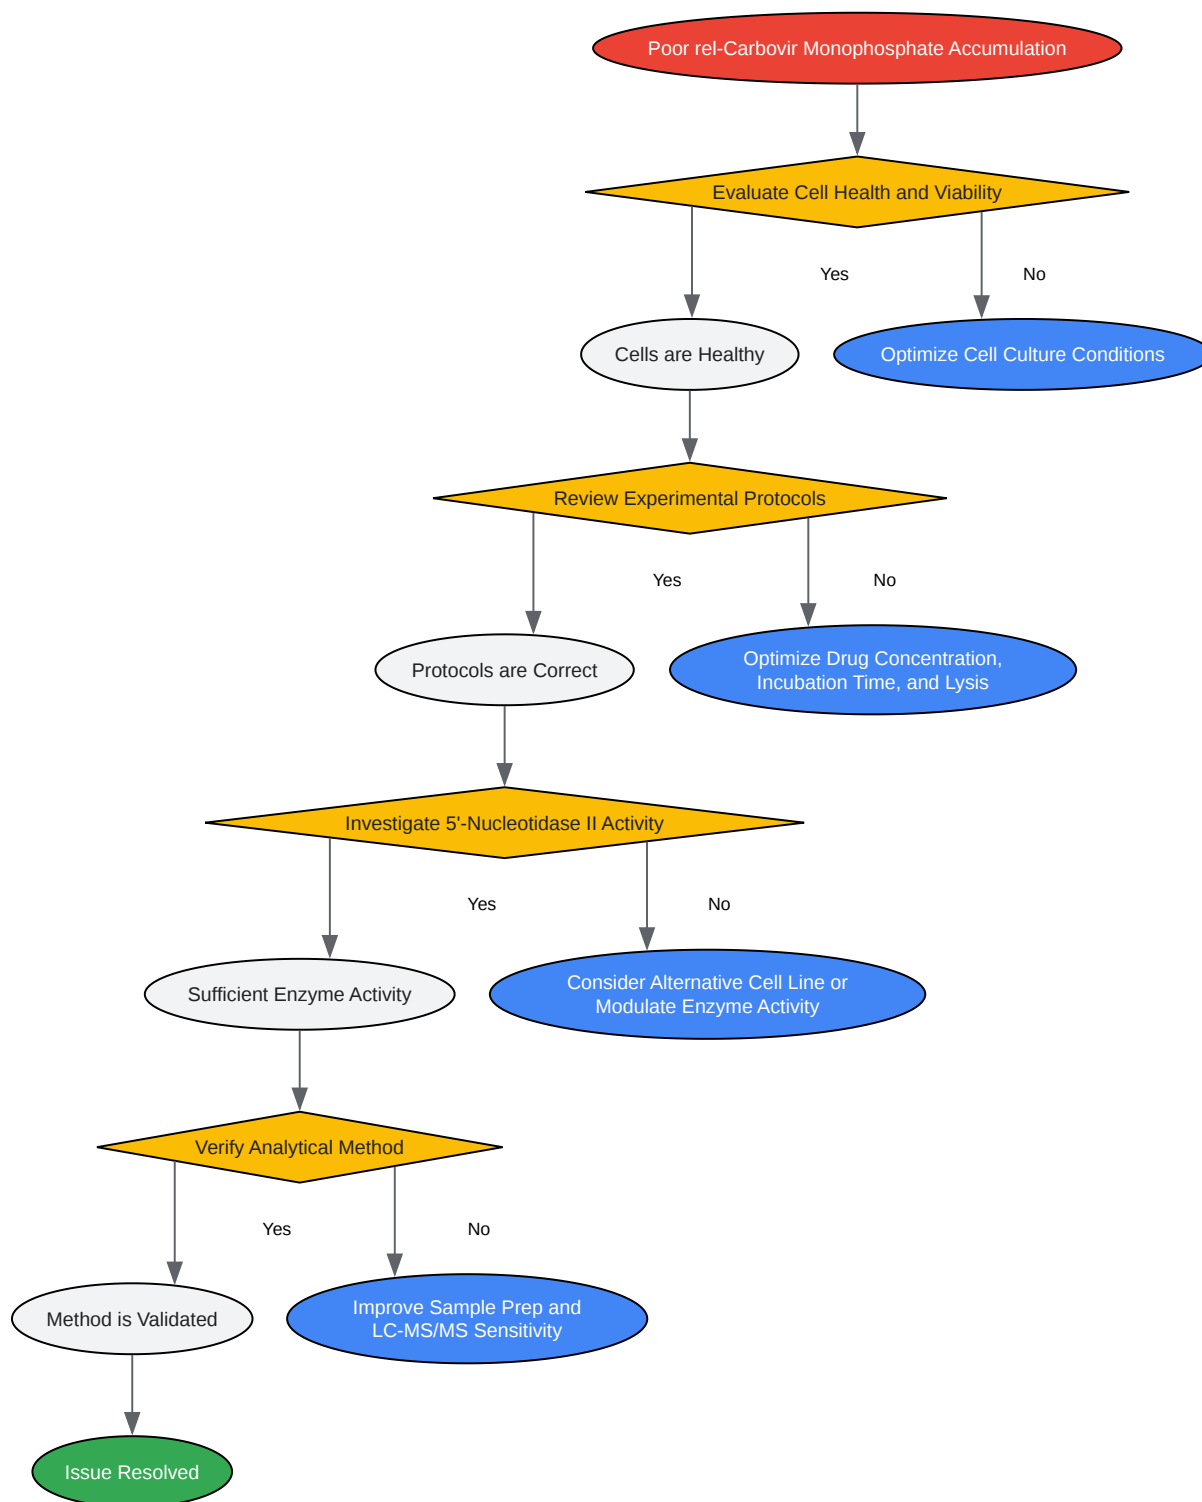 Poor rel-Carbovir Monophosphate Accumulation
Evaluate Cell Health and Viability
Yes
No
Cells are Healthy
Optimize Cell Culture Conditions
Review Experimental Protocols
Yes
No
Protocols are Correct
Optimize Drug Concentration,
Incubation Time, and Lysis
Investigate 5'-Nucleotidase II Activity
Yes
No
Sufficient Enzyme Activity
Consider Alternative Cell Line or
Modulate Enzyme Activity
Verify Analytical Method
Yes
No
Method is Validated
Improve Sample Prep and
LC-MS/MS Sensitivity
Issue Resolved